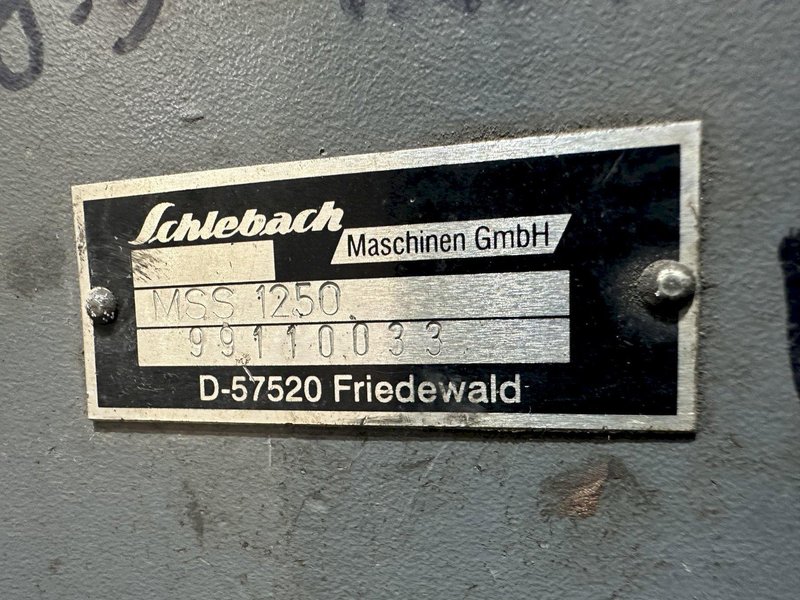 Schlebach
Maschinen GmbH
MSS 1250
99110033
D-57520 Friedewald